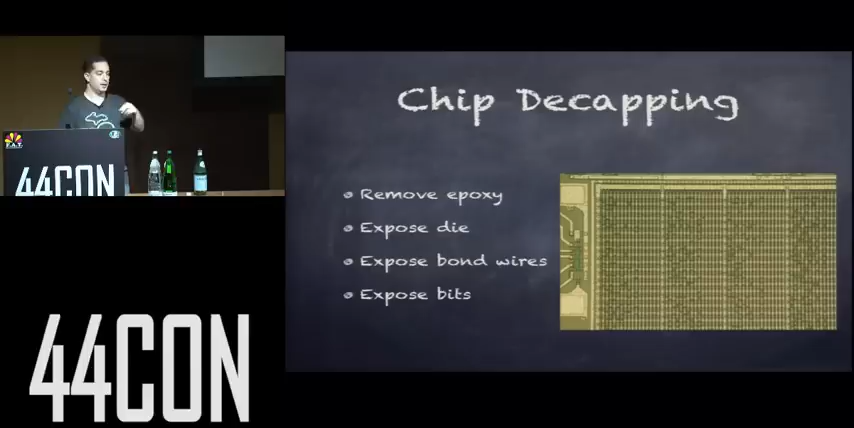 Chip Decapping
F.A.T.
44CON
Remove epoxy
Expose die
Expose bond wires
Expose bits
44CON